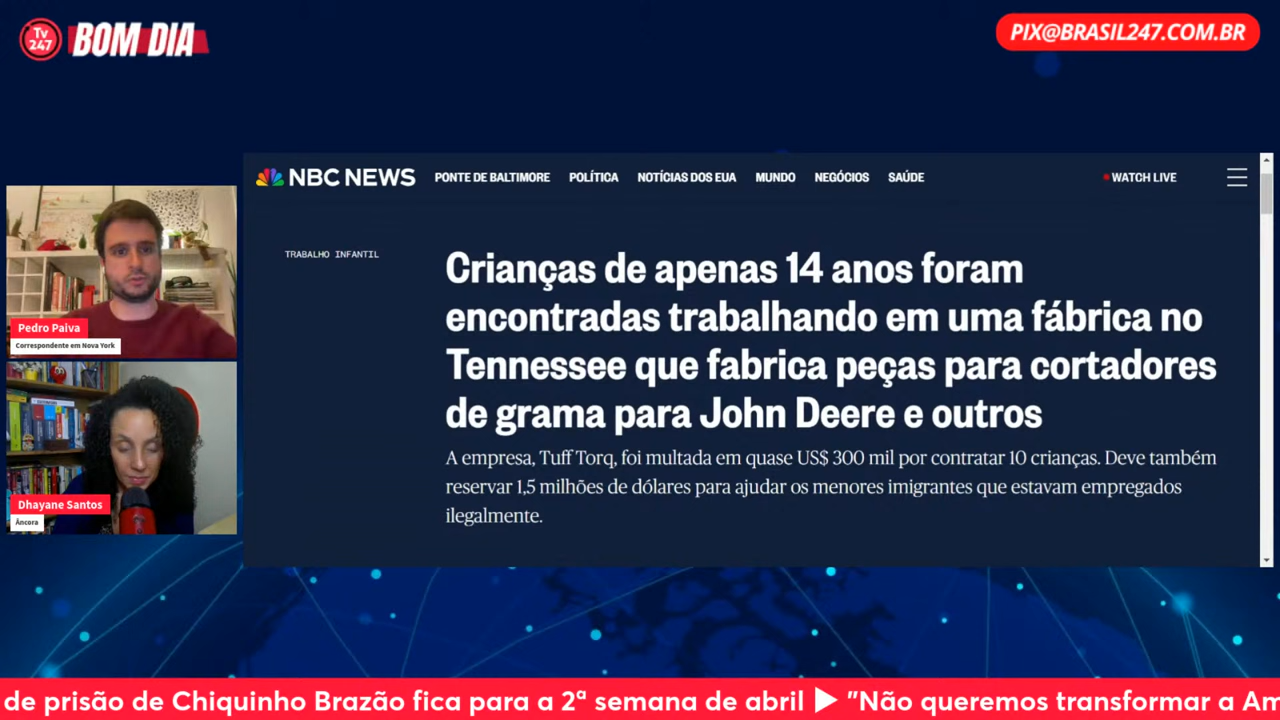 Tv 247 BOM DIA
PIX@BRASIL247.COM.BR
NBC NEWS PONTE DE BALTIMORE POLÍTICA NOTÍCIAS DOS EUA MUNDO NEGÓCIOS SAÚDE WATCH LIVE
TRABALHO INFANTIL
Crianças de apenas 14 anos foram
encontradas trabalhando em uma fábrica no
Tennessee que fabrica peças para cortadores
de grama para John Deere e outros
A empresa, Tuff Torq, foi multada em quase US$ 300 mil por contratar 10 crianças. Deve também
reservar 1,5 milhões de dólares para ajudar os menores imigrantes que estavam empregados
ilegalmente.
Pedro Paiva
Correspondente em Nova York
Dhayane Santos
Âncora
de prisão de Chiquinho Brazão fica para a 2ª semana de abril ▶ "Não queremos transformar a Am